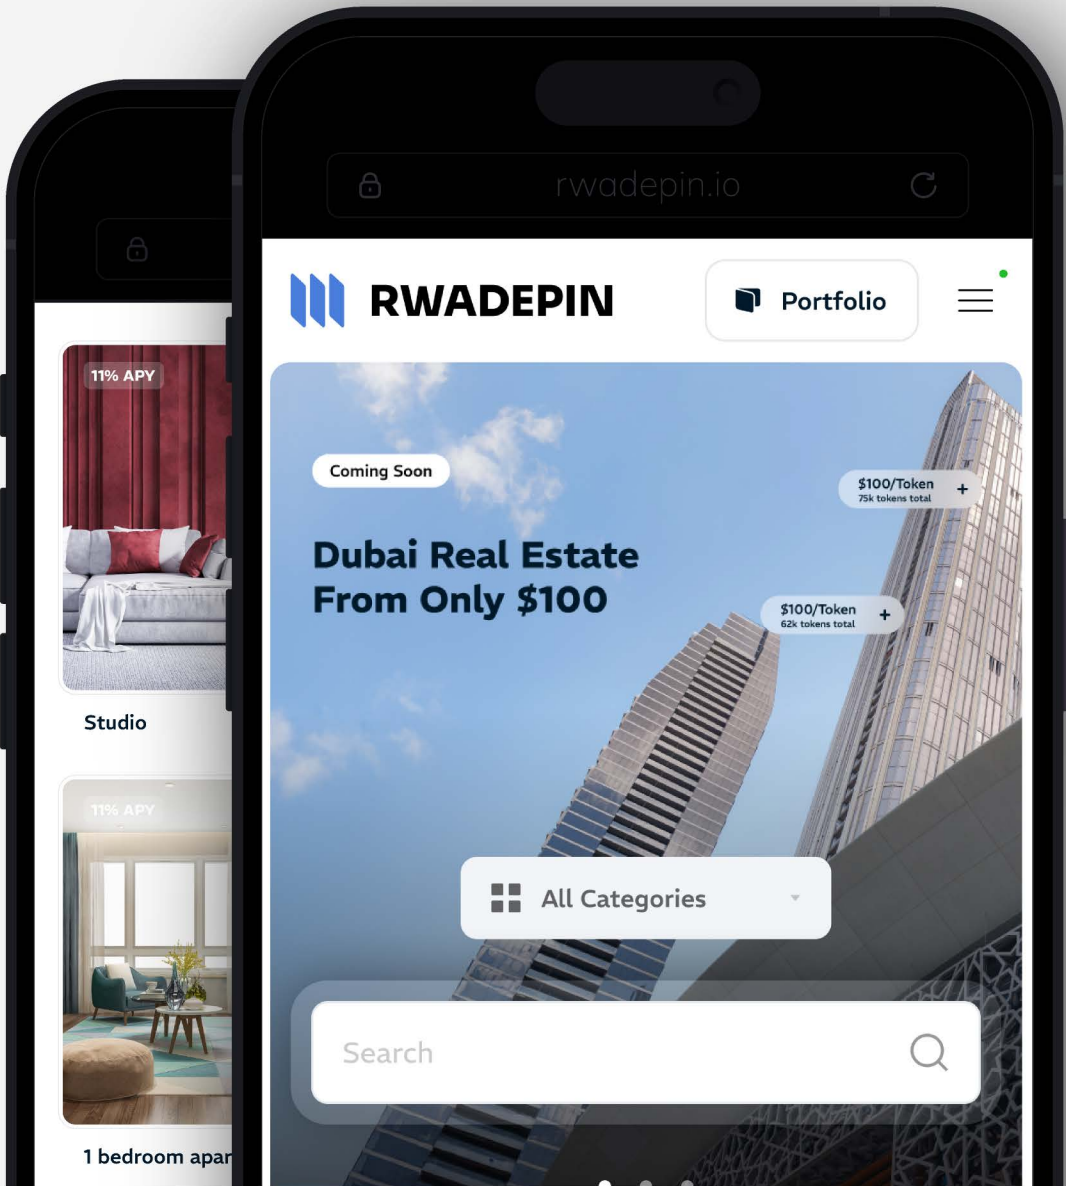 rwadepin.io
RWADEPIN
Portfolio
Coming Soon
$100/Token
75k tokens total
Dubai Real Estate
From Only $100
$100/Token
62k tokens total
All Categories
Search
11% APY
Studio
11% APY
1 bedroom apar